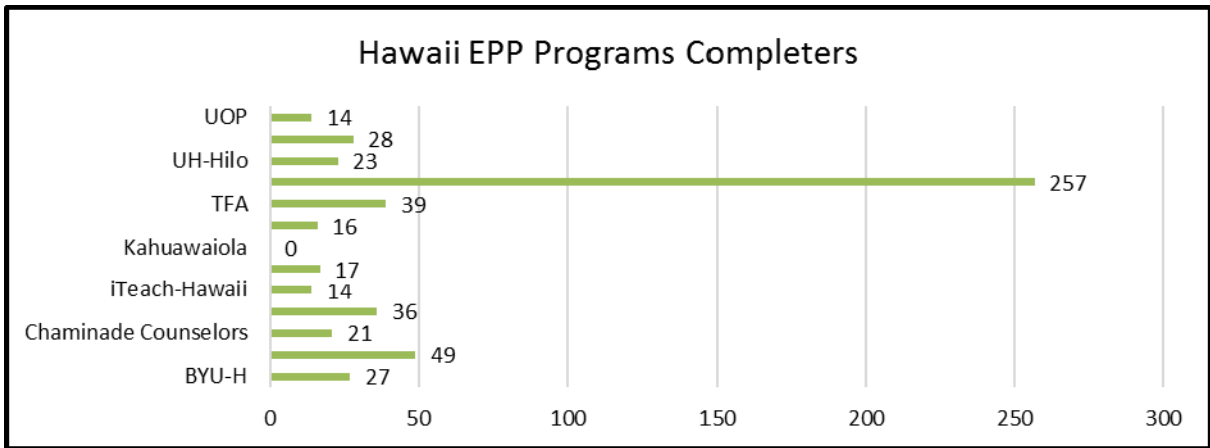 Hawaii EPP Programs Completers
UOP 14
28
UH-Hilo 23
257
TFA 39
16
Kahuawaiola 0
17
iTeach-Hawaii 14
36
Chaminade Counselors 21
49
BYU-H 27
0 50 100 150 200 250 300